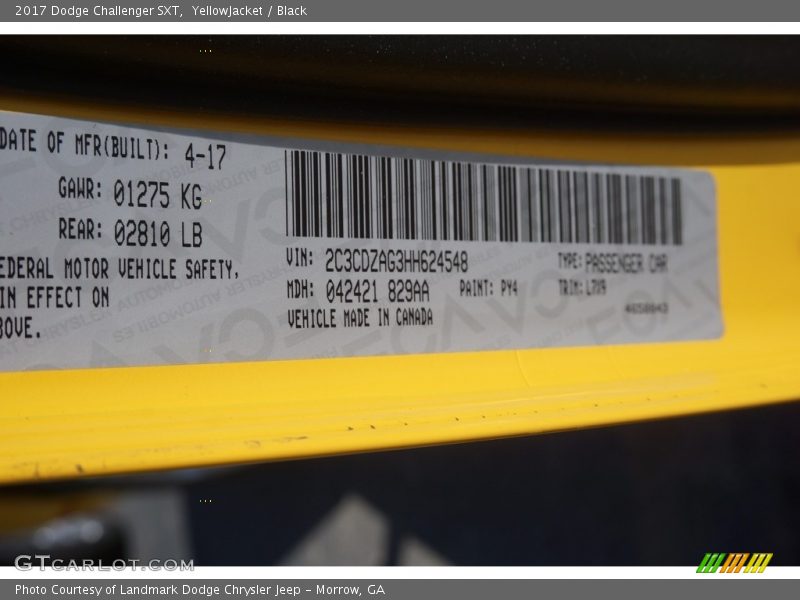 2017 Dodge Challenger SXT, YellowJacket / Black
DATE OF MFR(BUILT): 4-17
GAWR: 01275 KG
REAR: 02810 LB
EDERAL MOTOR VEHICLE SAFETY,
IN EFFECT ON
BOVE.
VIN: 2C3CDZAG3HH624548
TYPE: PASSENGER CAR
MDH: 042421 829AA
PAINT: PY4
TRIM: L7X9
VEHICLE MADE IN CANADA
GTCARLOT.COM
Photo Courtesy of Landmark Dodge Chrysler Jeep – Morrow, GA